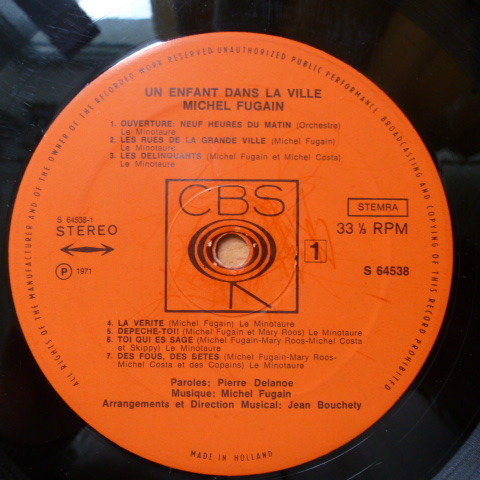 ALL RIGHTS OF THE MANUFACTURER AND OF THE OWNER OF THE RECORDED WORK RESERVED UNAUTHORIZED PUBLIC PERFORMANCE BROADCASTING AND COPYING OF THIS RECORD PROHIBITED
UN ENFANT DANS LA VILLE
MICHEL FUGAIN
1. OUVERTURE: NEUF HEURES DU MATIN (Orchestre)
Le Minotaure
2. LES RUES DE LA GRANDE VILLE (Michel Fugain)
Le Minotaure
3. LES DELINQUANTS (Michel Fugain et Michel Costa)
Le Minotaure
CBS
S 64538-1
STEREO
℗ 1971
STEMRA
33 ⅓ RPM
1
S 64538
4. LA VERITE (Michel Fugain) Le Minotaure
5. DEPECHE-TOI! (Michel Fugain et Mary Roos) Le Minotaure
6. TOI QUI ES SAGE (Michel Fugain-Mary Roos-Michel Costa
et Skippy) Le Minotaure
7. DES FOUS, DES BETES (Michel Fugain-Mary Roos-
Michel Costa et des Copains) Le Minotaure
Paroles: Pierre Delanoe
Musique: Michel Fugain
Arrangements et Direction Musical: Jean Bouchely
MADE IN HOLLAND